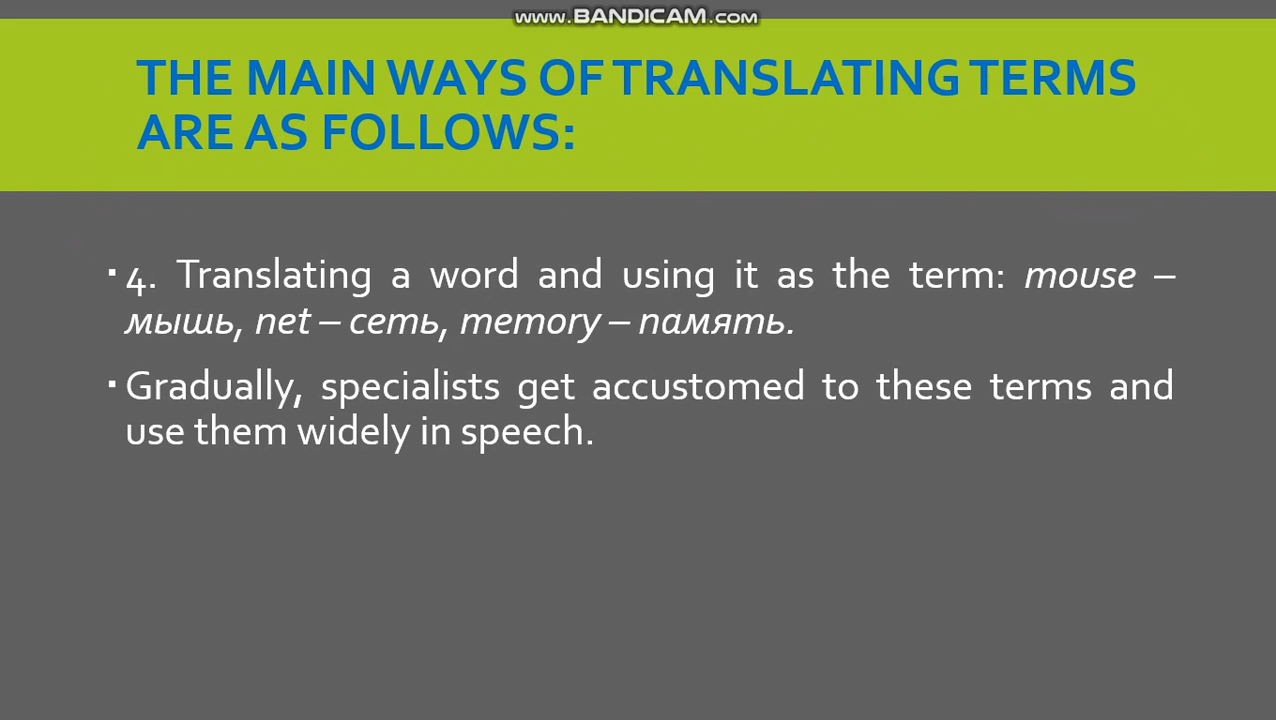 www.BANDICAM.com
THE MAIN WAYS OF TRANSLATING TERMS
ARE AS FOLLOWS:
▪ 4. Translating a word and using it as the term: mouse –
мышь, net – сеть, memory – память.
▪ Gradually, specialists get accustomed to these terms and
use them widely in speech.